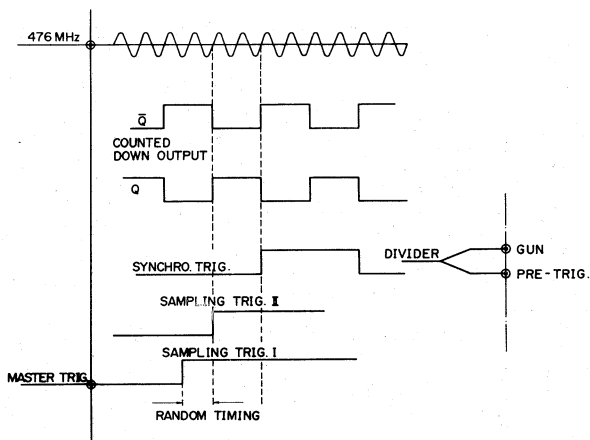 476 MHz
Q̅
COUNTED
DOWN OUTPUT
Q
DIVIDER
GUN
SYNCHRO. TRIG.
PRE-TRIG.
SAMPLING TRIG. II
SAMPLING TRIG. I
MASTER TRIG.
RANDOM TIMING